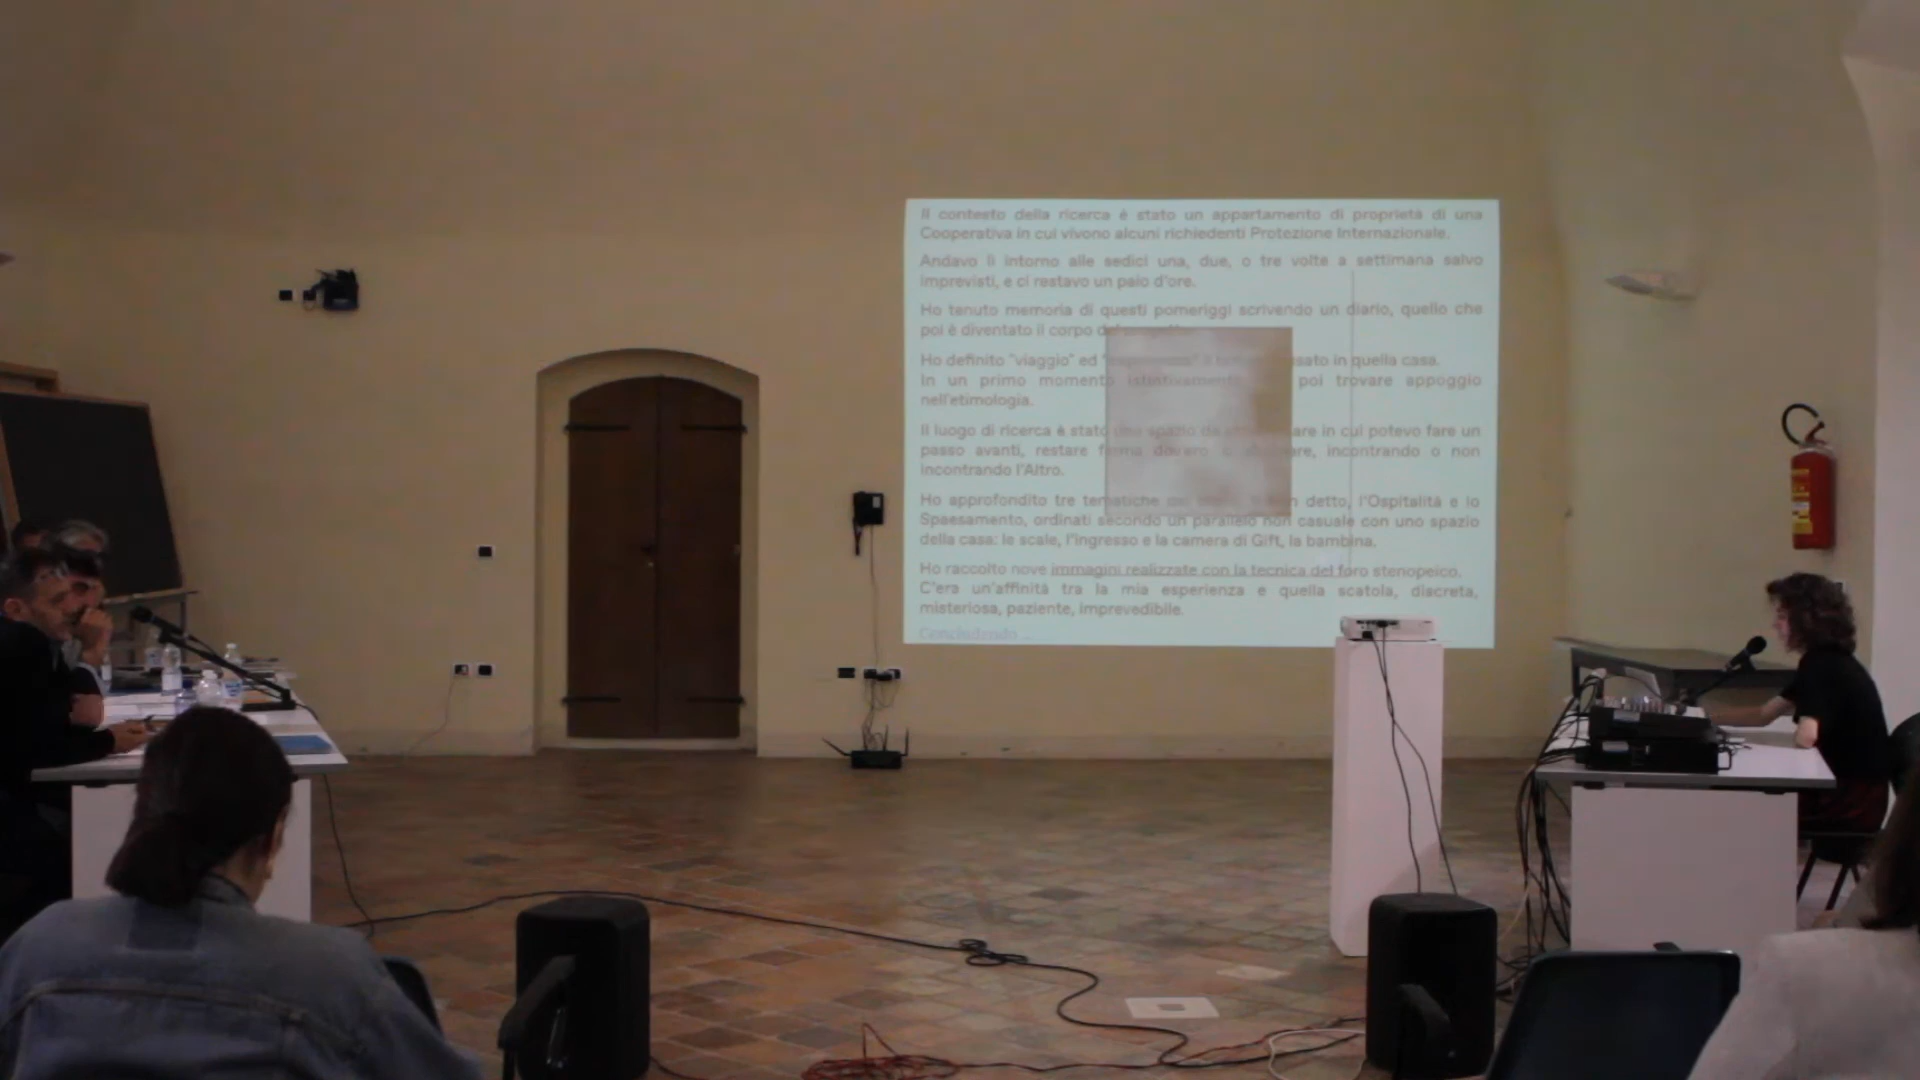 Il contesto della ricerca è stato un appartamento di proprietà di una
Cooperativa in cui vivono alcuni richiedenti Protezione Internazionale.
Andavo lì intorno alle sedici una, due, o tre volte a settimana salvo
imprevisti, e ci restavo un paio d'ore.
Ho tenuto memoria di questi pomeriggi scrivendo un diario, quello che
poi è diventato il corpo
Ho definito "viaggio" ed in quella casa.
In un primo momento istintivamente poi trovare appoggio
nell'etimologia.
Il luogo di ricerca è stato uno spazio in cui potevo fare un
passo avanti, restare incontrando o non
incontrando l'Altro.
Ho approfondito tre tematiche detto, l'Ospitalità e lo
Spaesamento, ordinati secondo un parallelo non casuale con uno spazio
della casa: le scale, l'ingresso e la camera di Gift, la bambina.
Ho raccolto nove immagini realizzate con la tecnica del foro stenopeico.
C'era un'affinità tra la mia esperienza e quella scatola, discreta,
misteriosa, paziente, imprevedibile.
Concludendo ...